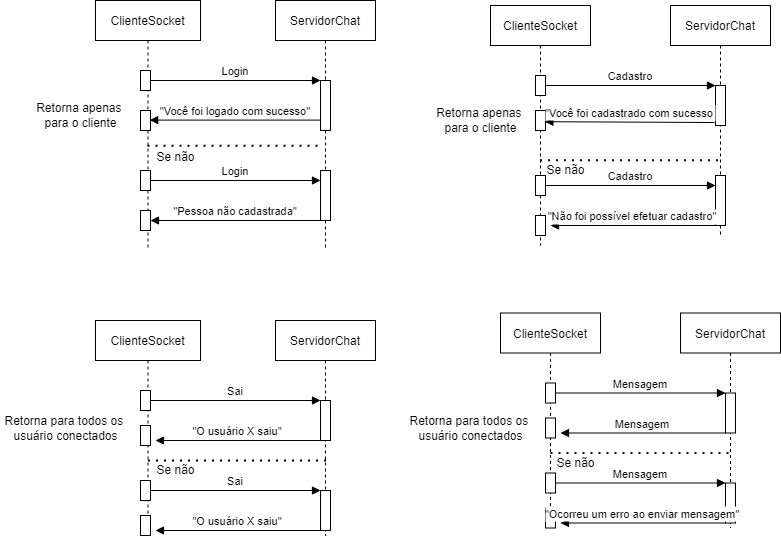 ClienteSocket
ServidorChat
Login
Retorna apenas
para o cliente
"Você foi logado com sucesso"
Se não
Login
"Pessoa não cadastrada"
ClienteSocket
ServidorChat
Cadastro
Retorna apenas
para o cliente
"Você foi cadastrado com sucesso
Se não
Cadastro
"Não foi possível efetuar cadastro"
ClienteSocket
ServidorChat
Sai
Retorna para todos os
usuário conectados
"O usuário X saiu"
Se não
Sai
"O usuário X saiu"
ClienteSocket
ServidorChat
Mensagem
Retorna para todos os
usuário conectados
Mensagem
Se não
Mensagem
"Ocorreu um erro ao enviar mensagem"